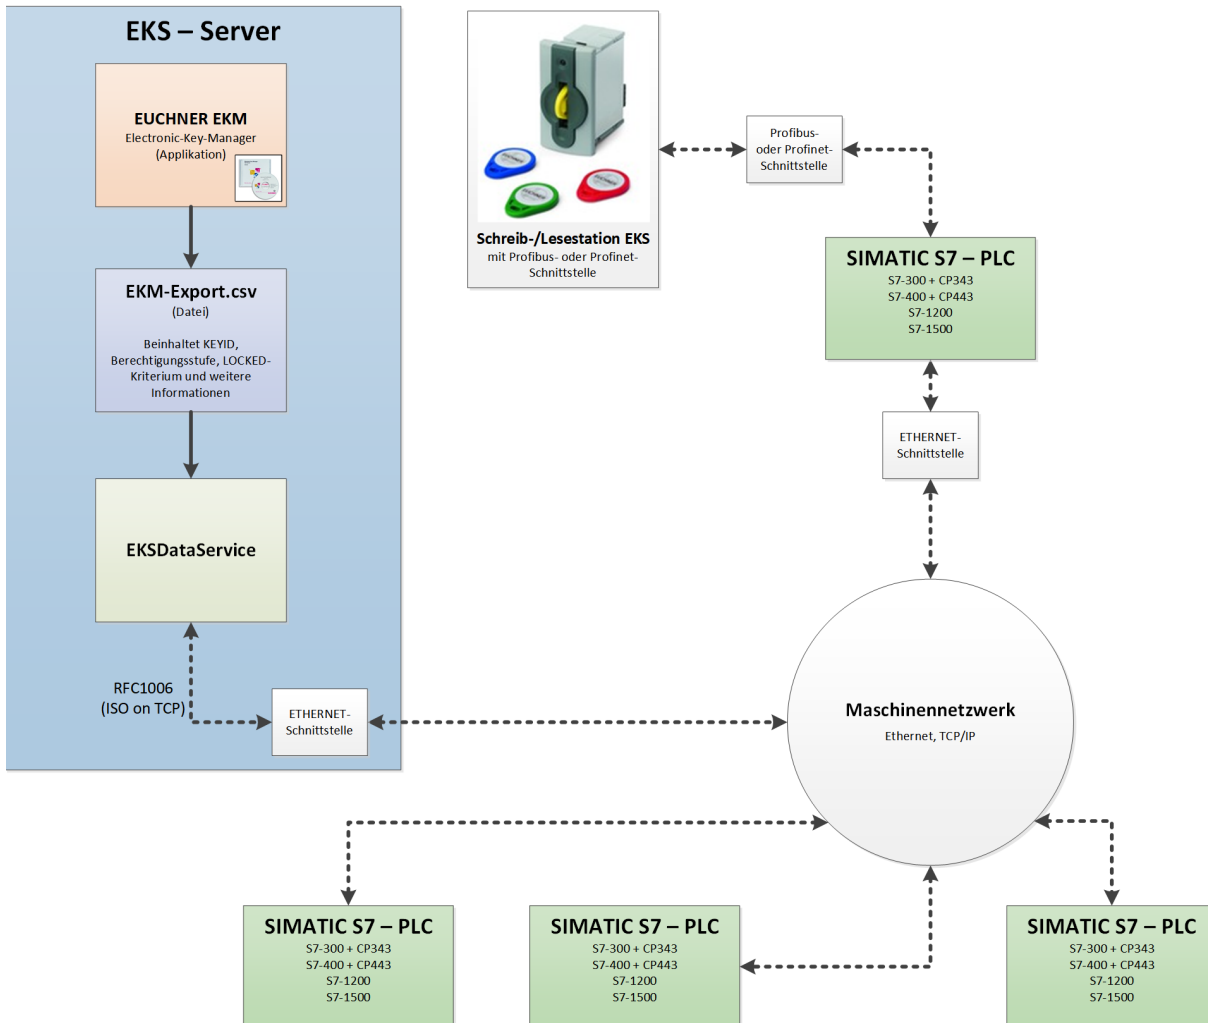 EKS – Server
EUCHNER EKM
Electronic-Key-Manager
(Applikation)
EKM-Export.csv
(Datei)
Beinhaltet KEYID,
Berechtigungsstufe, LOCKED-
Kriterium und weitere
Informationen
EKSDataService
RFC1006
(ISO on TCP)
ETHERNET-
Schnittstelle
EUCHNER
EUCHNER
EUCHNER
Schreib-/Lesestation EKS
mit Profibus- oder Profinet-
Schnittstelle
Profibus-
oder Profinet-
Schnittstelle
SIMATIC S7 – PLC
S7-300 + CP343
S7-400 + CP443
S7-1200
S7-1500
ETHERNET-
Schnittstelle
Maschinennetzwerk
Ethernet, TCP/IP
SIMATIC S7 – PLC
S7-300 + CP343
S7-400 + CP443
S7-1200
S7-1500
SIMATIC S7 – PLC
S7-300 + CP343
S7-400 + CP443
S7-1200
S7-1500
SIMATIC S7 – PLC
S7-300 + CP343
S7-400 + CP443
S7-1200
S7-1500